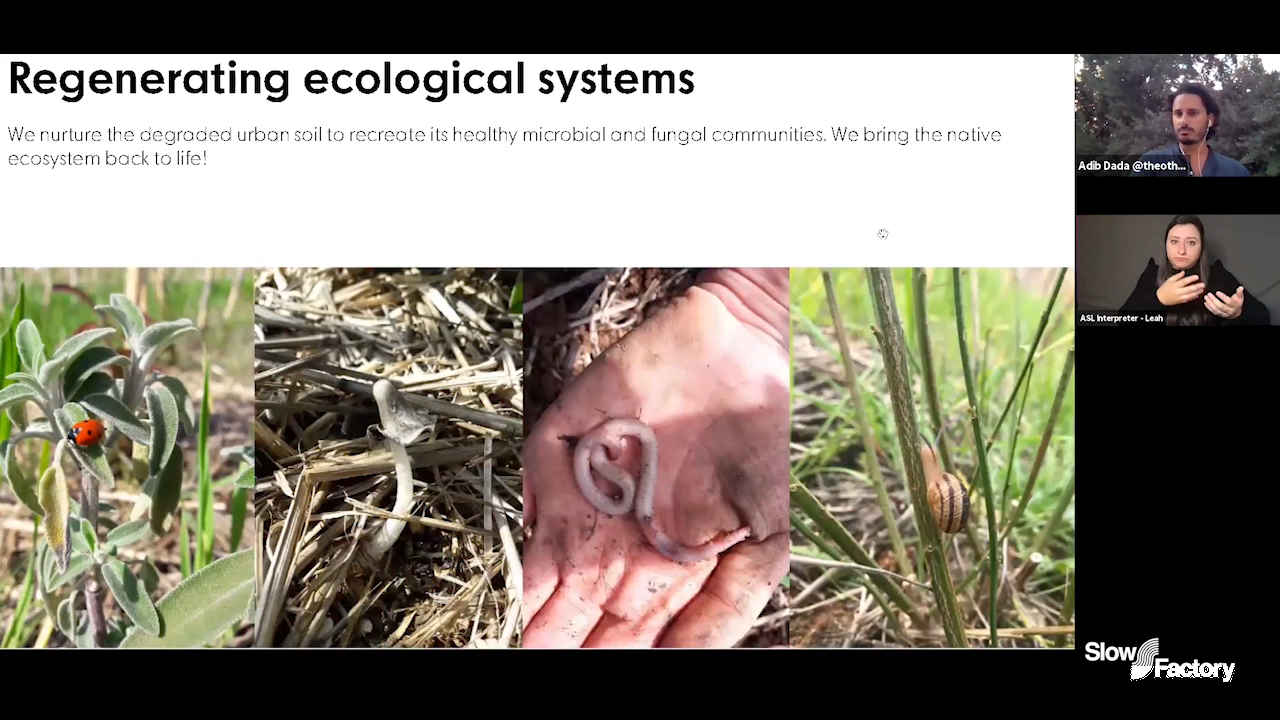 Regenerating ecological systems
We nurture the degraded urban soil to recreate its healthy microbial and fungal communities. We bring the native
ecosystem back to life!
Adib Dada @theoth...
ASL Interpreter - Leah
Slow
Factory